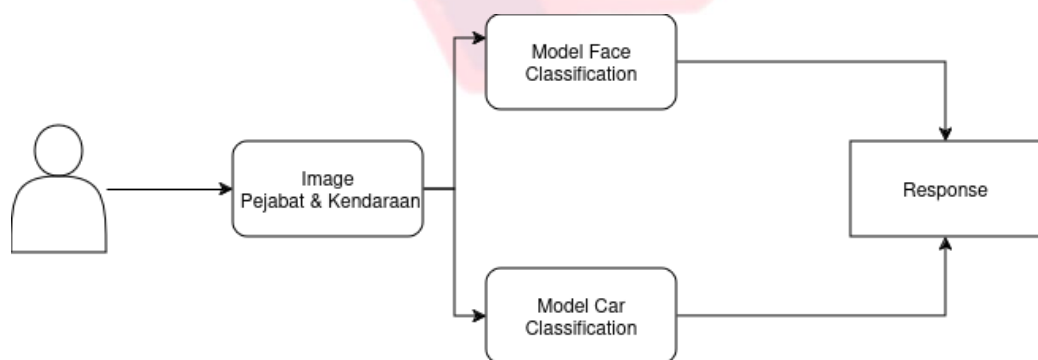 Model Face
Classification
Image
Pejabat & Kendaraan
Response
Model Car
Classification